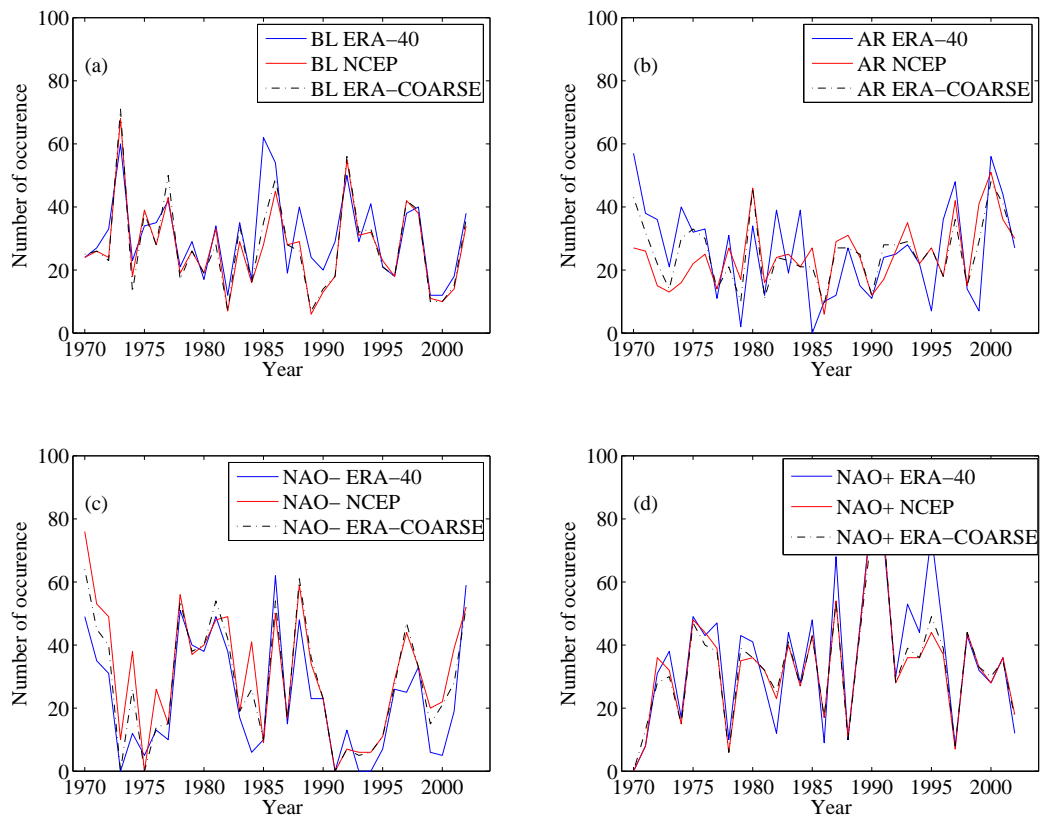 100
80
60
40
20
0
Number of occurence
(a)
BL ERA−40
BL NCEP
BL ERA−COARSE
1970 1975 1980 1985 1990 1995 2000
Year
100
80
60
40
20
0
Number of occurence
(b)
AR ERA−40
AR NCEP
AR ERA−COARSE
1970 1975 1980 1985 1990 1995 2000
Year
100
80
60
40
20
0
Number of occurence
(c)
NAO− ERA−40
NAO− NCEP
NAO− ERA−COARSE
1970 1975 1980 1985 1990 1995 2000
Year
100
80
60
40
20
0
Number of occurence
(d)
NAO+ ERA−40
NAO+ NCEP
NAO+ ERA−COARSE
1970 1975 1980 1985 1990 1995 2000
Year